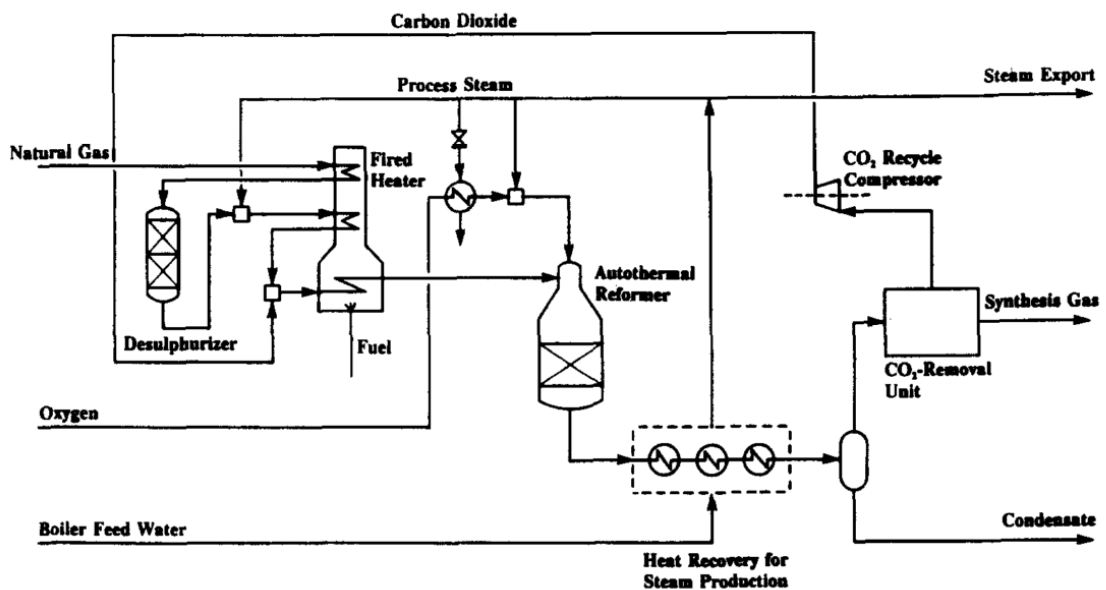 Carbon Dioxide
Steam Export
Process Steam
Natural Gas
Fired
Heater
CO₂ Recycle
Compressor
Autothermal
Reformer
Synthesis Gas
Desulphurizer
Fuel
CO₂-Removal
Unit
Oxygen
Boiler Feed Water
Condensate
Heat Recovery for
Steam Production